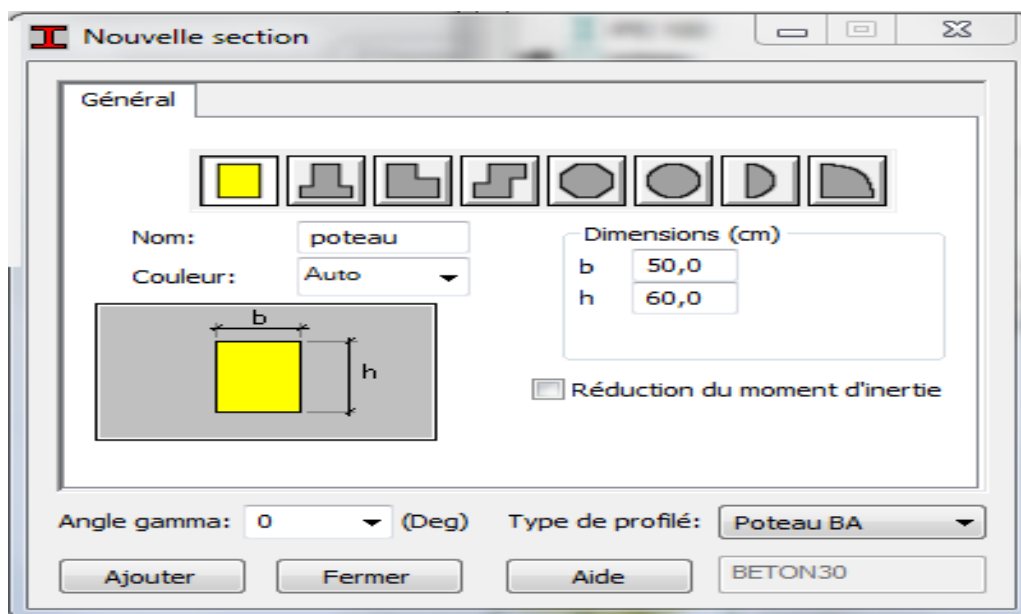 Nouvelle section
Général
Nom: poteau
Dimensions (cm)
b 50,0
Couleur: Auto
h 60,0
b
h
Réduction du moment d'inertie
Angle gamma: 0 (Deg) Type de profilé: Poteau BA
Ajouter Fermer Aide BETON30